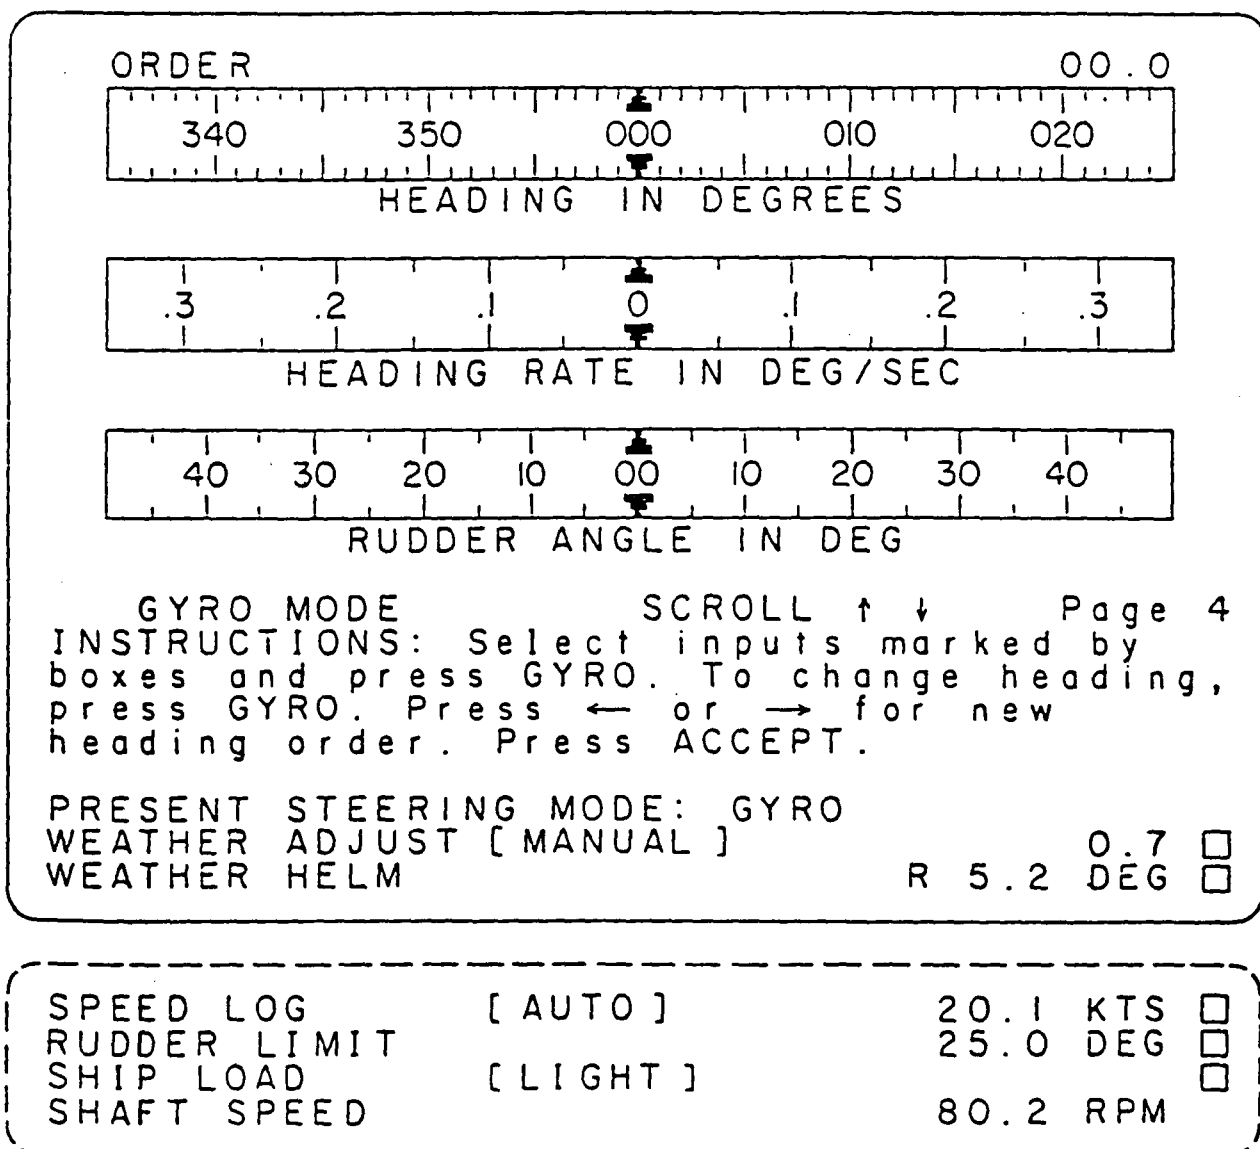 ORDER 00.0
340 350 000 010 020
HEADING IN DEGREES
.3 .2 .1 0 .1 .2 .3
HEADING RATE IN DEG/SEC
40 30 20 10 00 10 20 30 40
RUDDER ANGLE IN DEG
GYRO MODE SCROLL ↑ ↓ Page 4
INSTRUCTIONS: Select inputs marked by
boxes and press GYRO. To change heading,
press GYRO. Press ← or → for new
heading order. Press ACCEPT.
PRESENT STEERING MODE: GYRO
WEATHER ADJUST [MANUAL] 0.7 □
WEATHER HELM R 5.2 DEG □
SPEED LOG [AUTO] 20.1 KTS □
RUDDER LIMIT 25.0 DEG □
SHIP LOAD [LIGHT] □
SHAFT SPEED 80.2 RPM